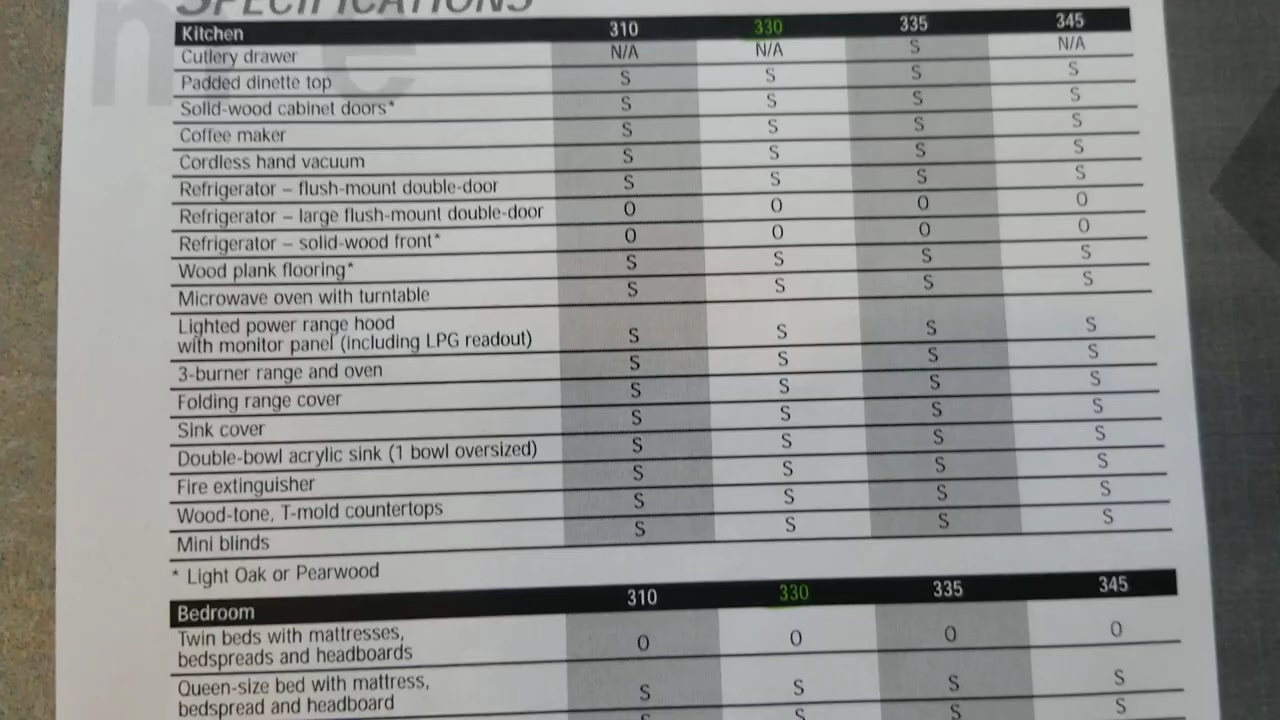 SPECIFICATIONS
Kitchen 310 330 335 345
Cutlery drawer N/A N/A S N/A
Padded dinette top S S S S
Solid-wood cabinet doors* S S S S
Coffee maker S S S S
Cordless hand vacuum S S S S
Refrigerator – flush-mount double-door S S S S
Refrigerator – large flush-mount double-door O O O O
Refrigerator – solid-wood front* O O O O
Wood plank flooring* S S S S
Microwave oven with turntable S S S S
Lighted power range hood
with monitor panel (including LPG readout) S S S S
3-burner range and oven S S S S
Folding range cover S S S S
Sink cover S S S S
Double-bowl acrylic sink (1 bowl oversized) S S S S
Fire extinguisher S S S S
Wood-tone, T-mold countertops S S S S
Mini blinds S S S S
* Light Oak or Pearwood
Bedroom 310 330 335 345
Twin beds with mattresses,
bedspreads and headboards O O O O
Queen-size bed with mattress,
bedspread and headboard S S S S
S S S S